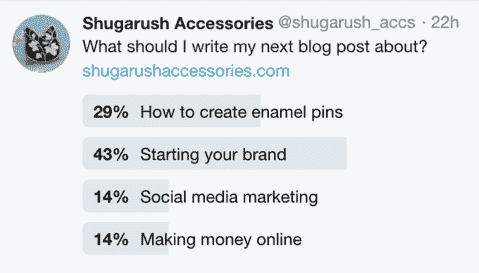 Shugarush Accessories @shugarush_accs · 22h
What should I write my next blog post about?
shugarushaccessories.com
29% How to create enamel pins
43% Starting your brand
14% Social media marketing
14% Making money online